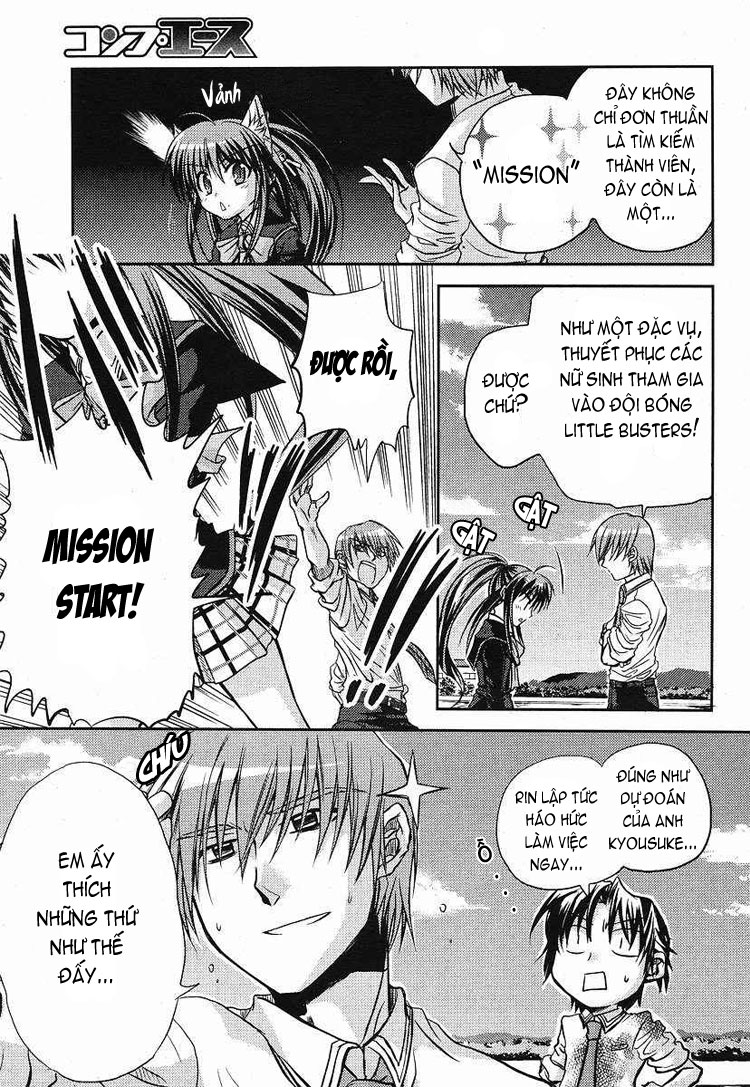 コンプエース
ĐÂY KHÔNG
CHỈ ĐƠN THUẦN
LÀ TÌM KIẾM
THÀNH VIÊN,
ĐÂY CÒN LÀ
MỘT...
"MISSION"
Vảnh
NHƯ MỘT ĐẶC VỤ,
THUYẾT PHỤC CÁC
NỮ SINH THAM GIA
VÀO ĐỘI BÓNG
LITTLE BUSTERS!
ĐƯỢC
CHỨ?
GẬT
GẬT
ĐƯỢC RỒI,
MISSION
START!
!!
ĐÚNG NHƯ
DỰ ĐOÁN
CỦA ANH
KYOUSUKE...
RIN LẬP TỨC
HÁO HỨC
LÀM VIỆC
NGAY...
Ồ
CHÍU
EM ẤY
THÍCH
NHỮNG THỨ
NHƯ THẾ
ĐẤY...